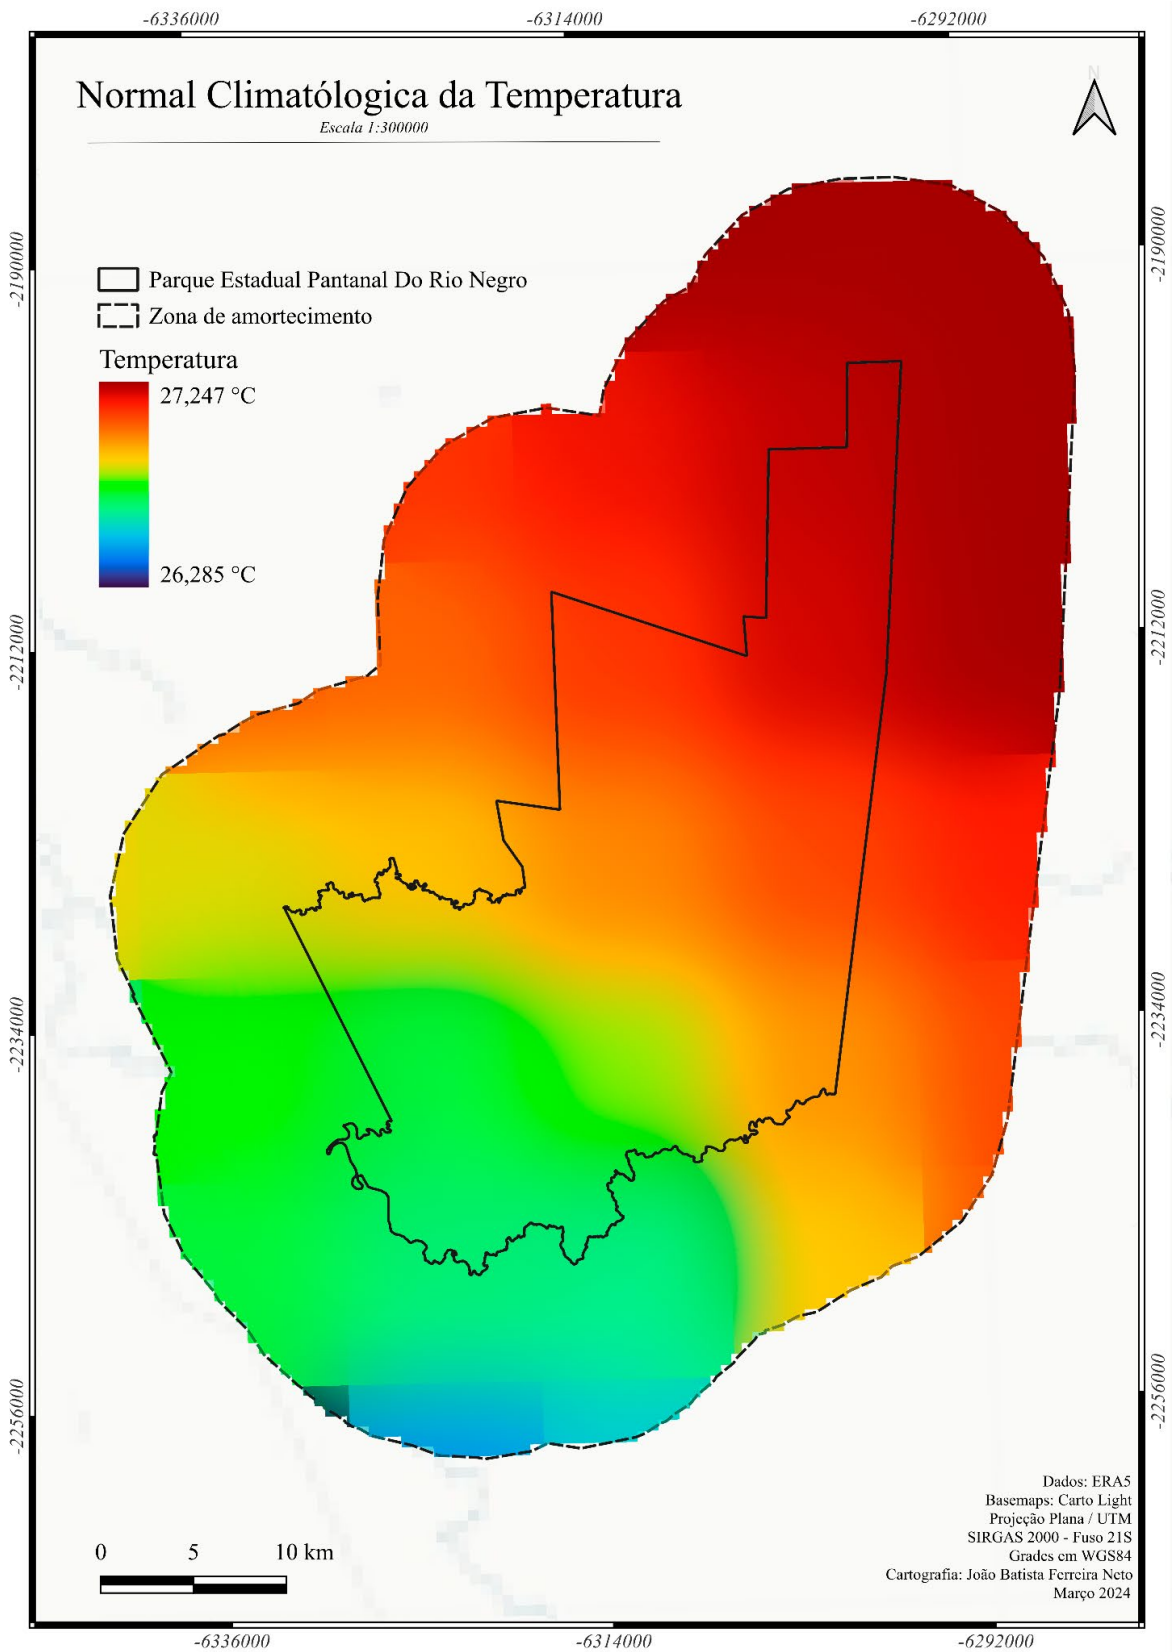 -6336000 -6314000 -6292000
Normal Climatólogica da Temperatura
Escala 1:300000
N
-2190000
-2190000
Parque Estadual Pantanal Do Rio Negro
Zona de amortecimento
Temperatura
27,247 °C
26,285 °C
-2212000
-2212000
-2234000
-2234000
-2256000
-2256000
Dados: ERA5
Basemaps: Carto Light
Projeção Plana / UTM
SIRGAS 2000 - Fuso 21S
Grades em WGS84
Cartografia: João Batista Ferreira Neto
Março 2024
0 5 10 km
-6336000 -6314000 -6292000